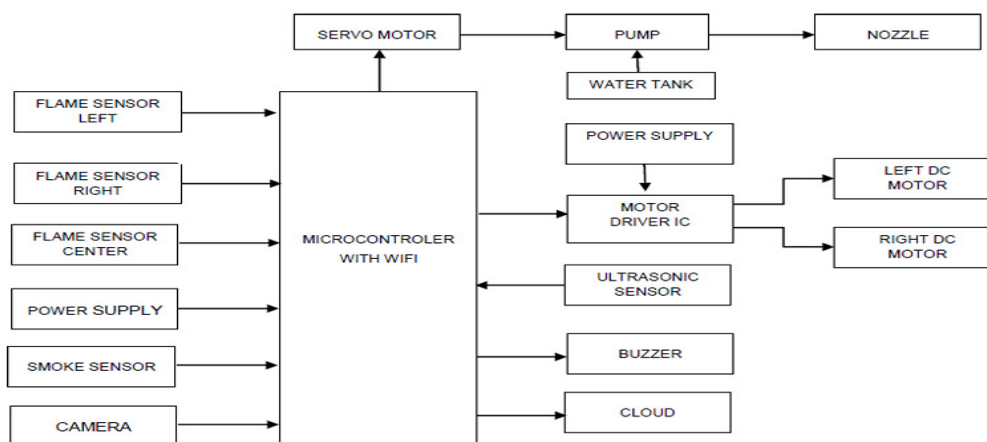 SERVO MOTOR
PUMP
NOZZLE
WATER TANK
FLAME SENSOR
LEFT
POWER SUPPLY
FLAME SENSOR
RIGHT
LEFT DC
MOTOR
MOTOR
DRIVER IC
FLAME SENSOR
CENTER
MICROCONTROLER
WITH WIFI
RIGHT DC
MOTOR
ULTRASONIC
SENSOR
POWER SUPPLY
SMOKE SENSOR
BUZZER
CAMERA
CLOUD